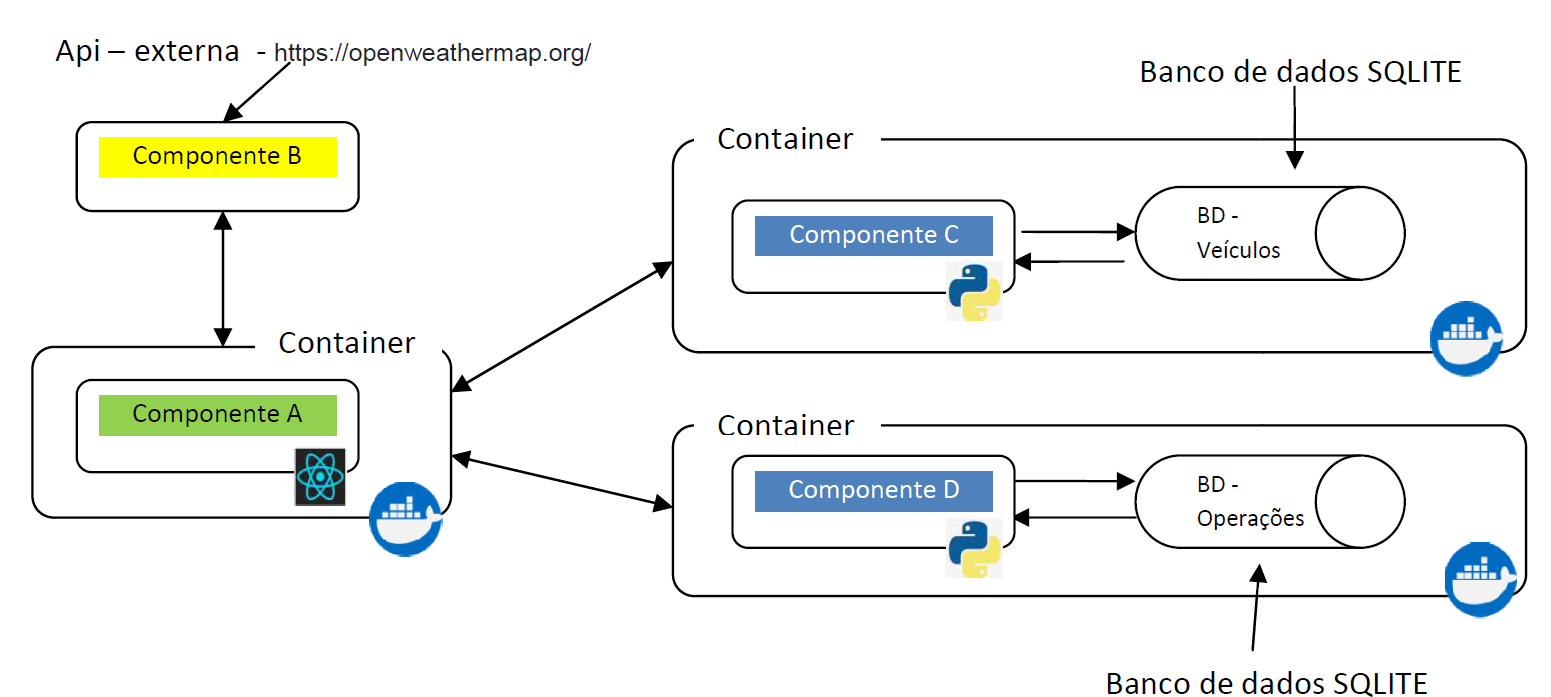 Api – externa - https://openweathermap.org/
Banco de dados SQLITE
Componente B
Container
Componente C
BD -
Veículos
Container
Componente A
Container
Componente D
BD -
Operações
Banco de dados SQLITE